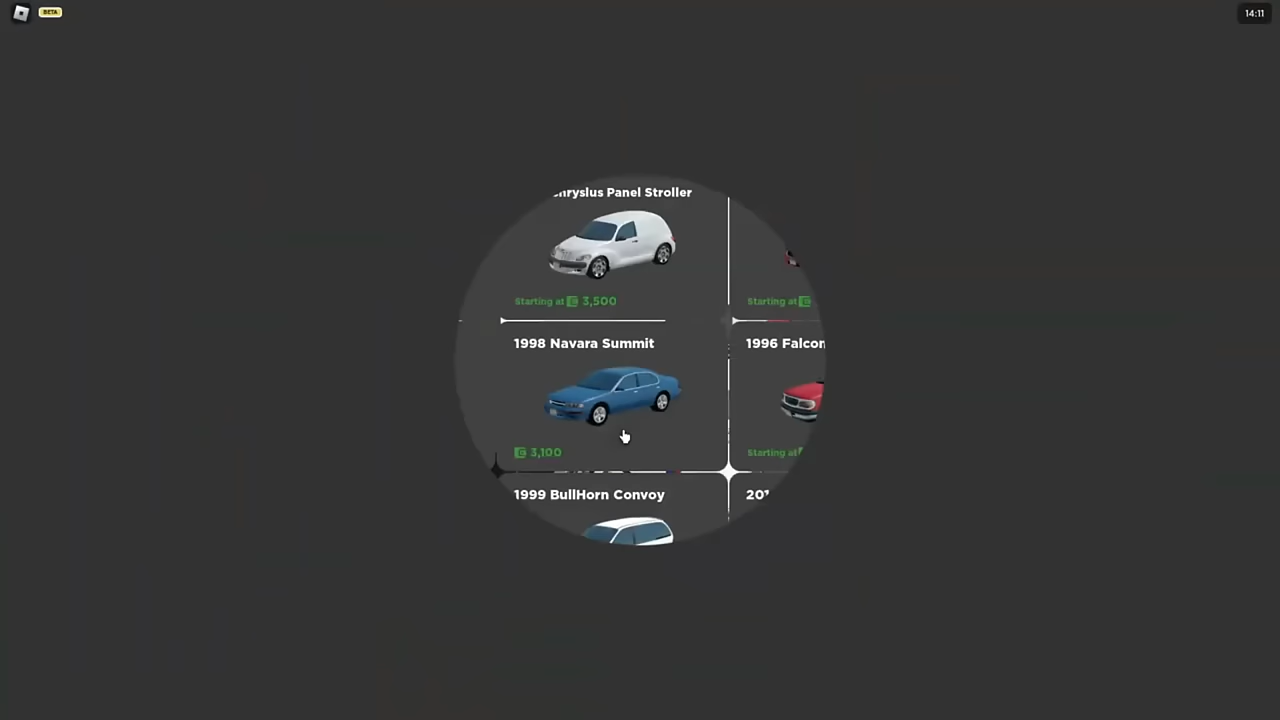 BETA
14:11
Panel Stroller
Starting at 3,500
Starting at
1998 Navara Summit
1996 Falcon
3,100
Starting at
1999 BullHorn Convoy